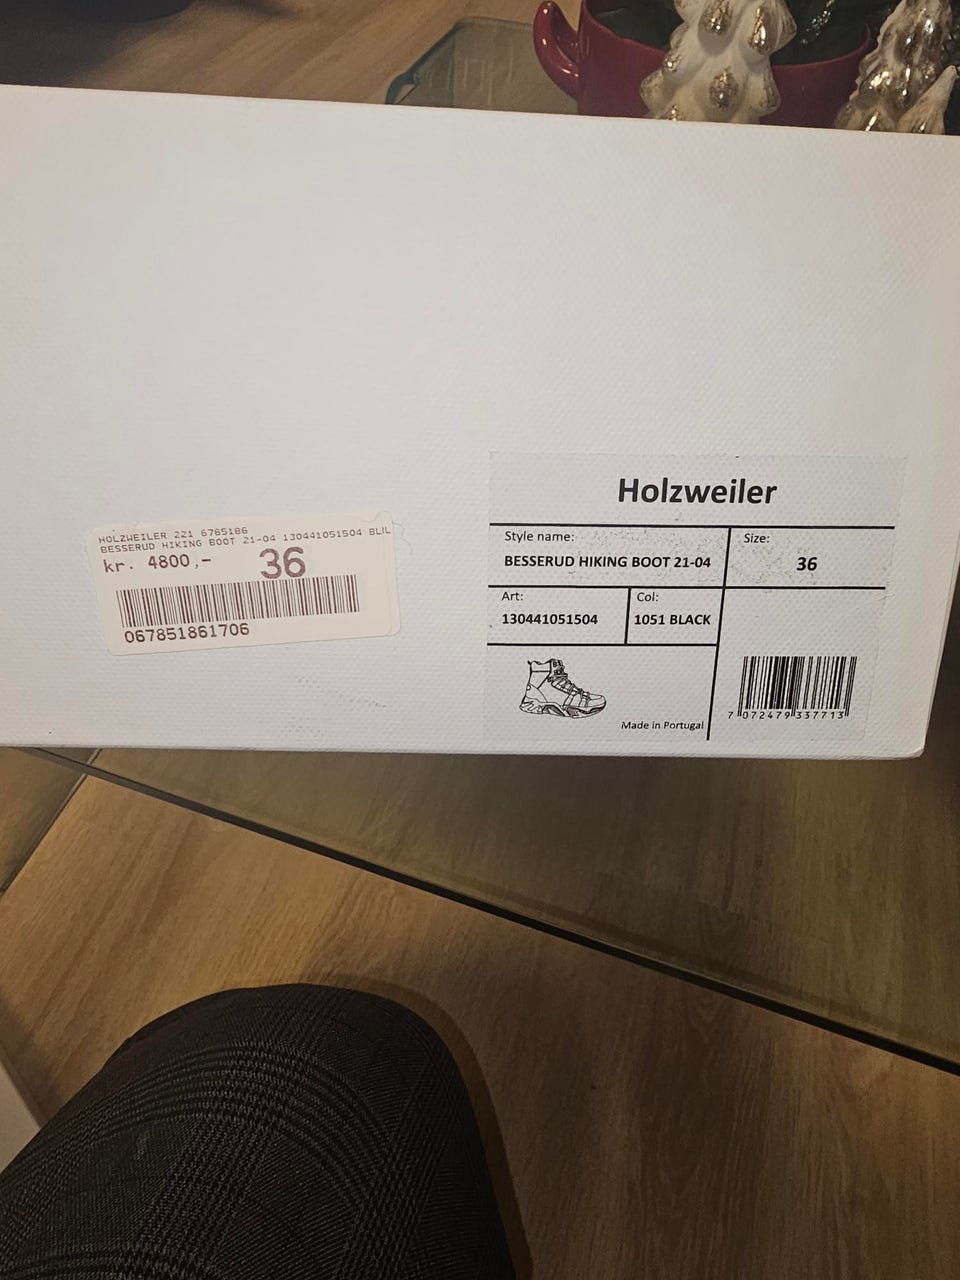 HOLZWEILER 221 6785186
BESSERUD HIKING BOOT 21-04 130441051504 BL
kr. 4800,-
36
067851861706
Holzweiler
Style name:
BESSERUD HIKING BOOT 21-04
Size:
36
Art:
130441051504
Col:
1051 BLACK
Made in Portugal
7 072479 337713